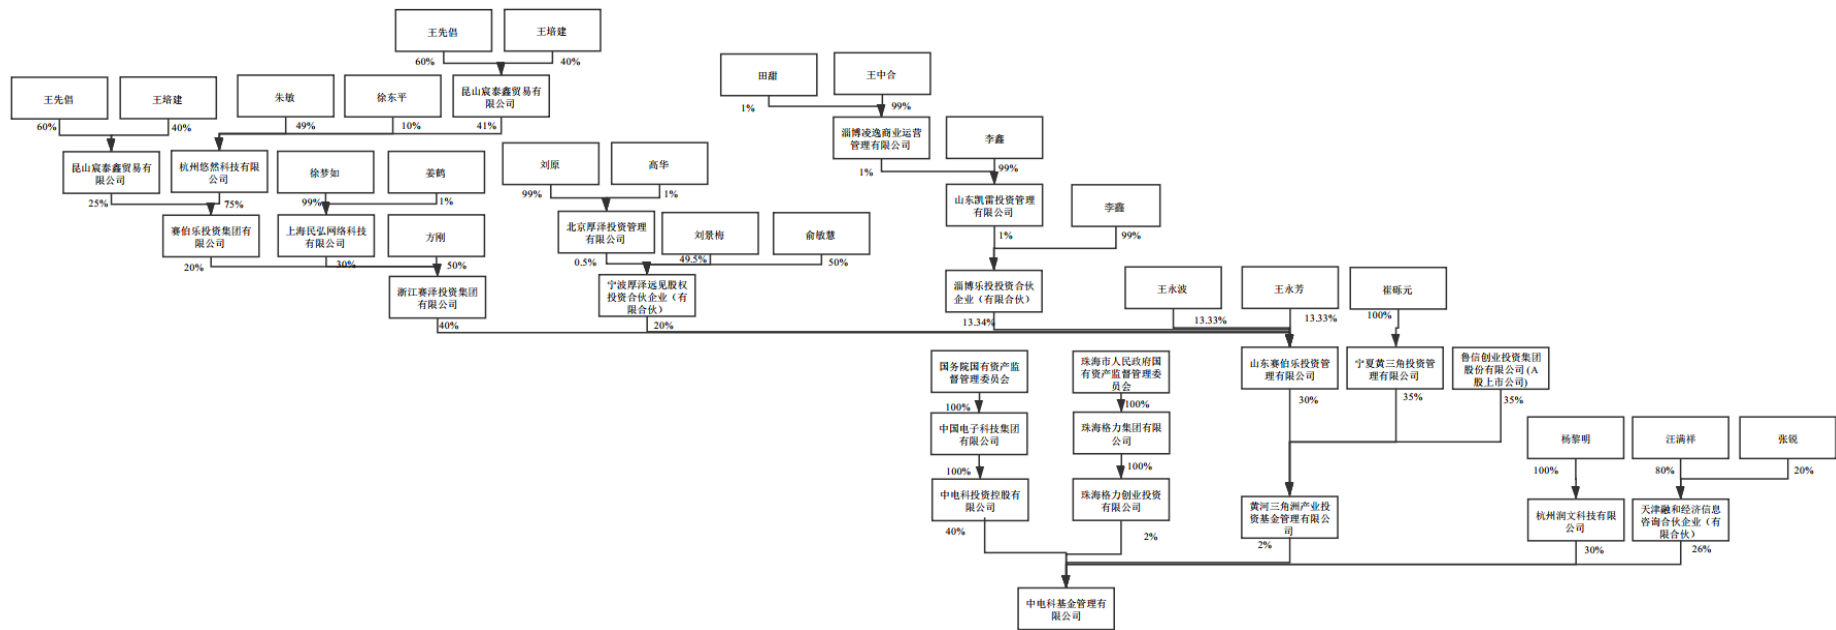 王先倡
王培建
60%
40%
田甜
王中合
王先倡
王培建
朱敏
徐东平
昆山宸泰鑫贸易有
限公司
1%
99%
60%
40%
49%
10%
41%
淄博凌逸商业运营
管理有限公司
李鑫
昆山宸泰鑫贸易有
限公司
杭州悠然科技有限
公司
徐梦如
姜鹤
刘原
高华
1%
99%
25%
75%
99%
1%
99%
1%
山东凯雷投资管理
有限公司
李鑫
赛伯乐投资集团有
限公司
上海民弘网络科技
有限公司
方刚
北京厚泽投资管理
有限公司
刘景梅
俞敏慧
1%
99%
20%
30%
50%
0.5%
49.5%
50%
浙江赛泽投资集团
有限公司
宁波厚泽远见股权
投资合伙企业（有
限合伙）
淄博乐投投资合伙
企业（有限合伙）
王永波
王永芳
崔砾元
40%
20%
13.34%
13.33%
13.33%
100%
国务院国有资产监
督管理委员会
珠海市人民政府国
有资产监督管理委
员会
山东赛伯乐投资管
理有限公司
宁夏黄三角投资管
理有限公司
鲁信创业投资集团
股份有限公司(A
股上市公司)
100%
100%
30%
35%
35%
中国电子科技集团
有限公司
珠海格力集团有限
公司
杨黎明
汪满祥
张锐
100%
100%
100%
80%
20%
中电科投资控股有
限公司
珠海格力创业投资
有限公司
黄河三角洲产业投
资基金管理有限公
司
杭州润文科技有限
公司
天津融和经济信息
咨询合伙企业（有
限合伙）
40%
2%
2%
30%
26%
中电科基金管理有
限公司